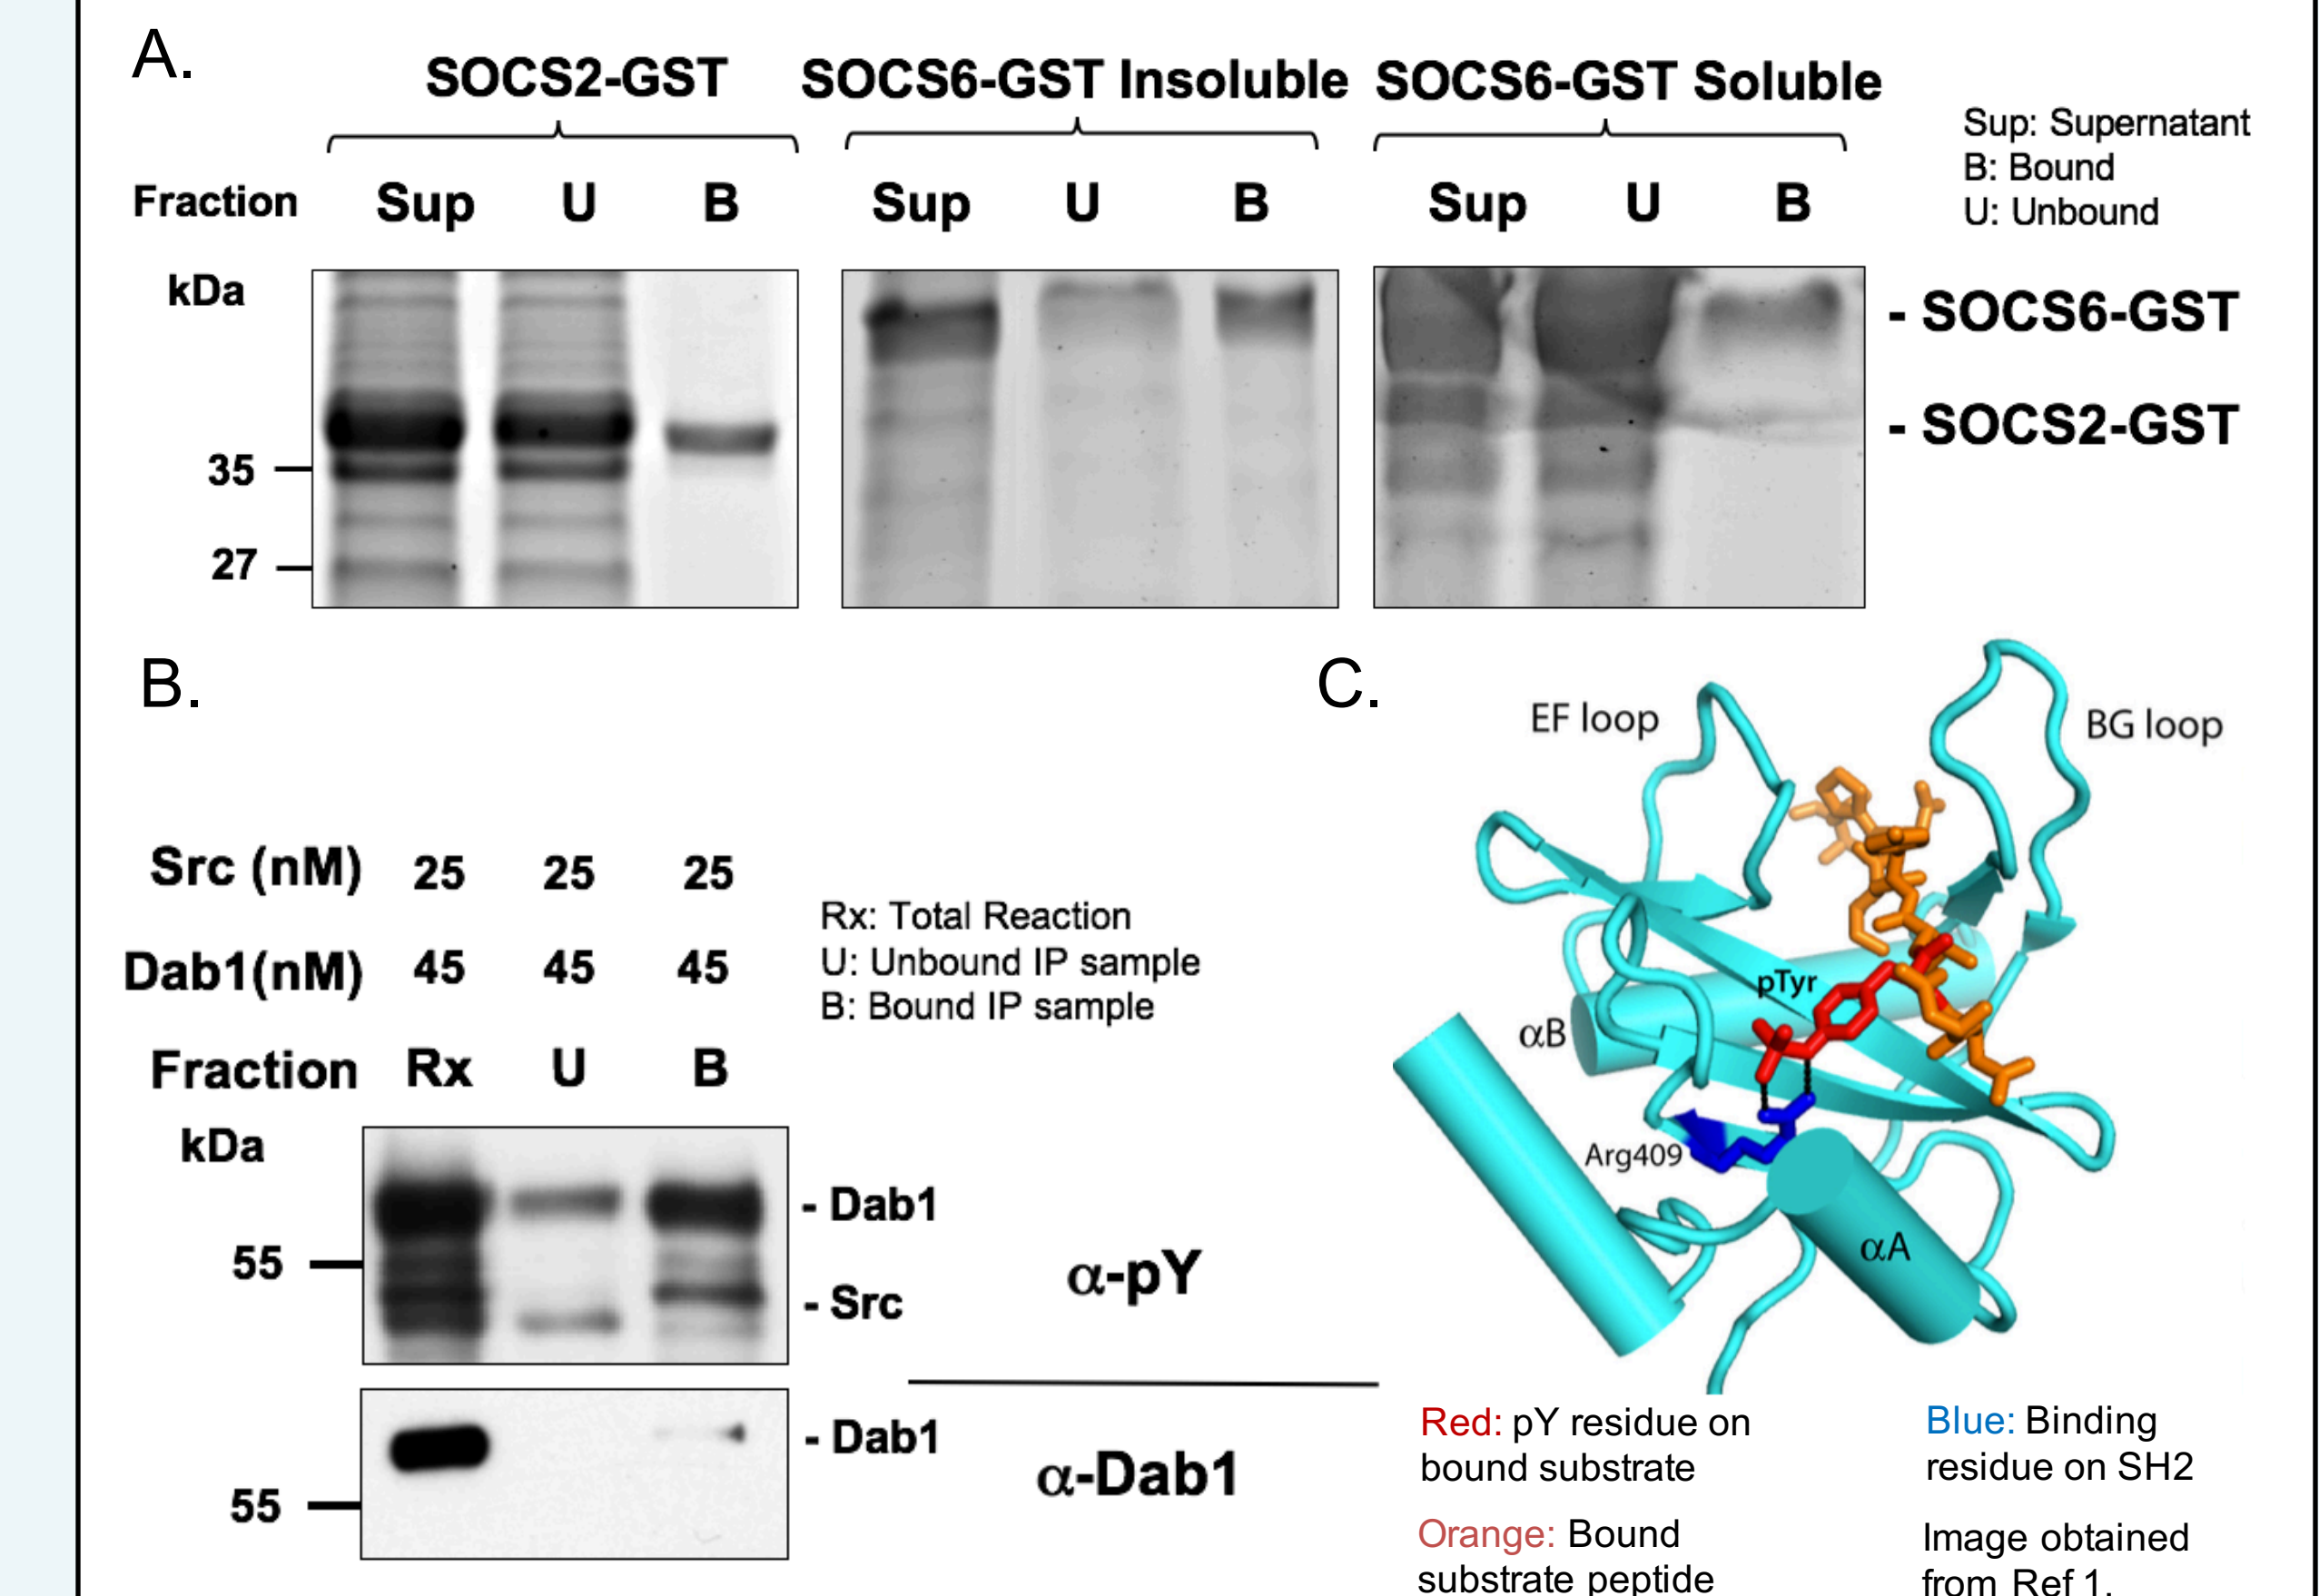 A.
SOCS2-GST SOCS6-GST Insoluble SOCS6-GST Soluble
Sup: Supernatant
B: Bound
U: Unbound
Fraction Sup U B Sup U B Sup U B
kDa
- SOCS6-GST
- SOCS2-GST
35
27
B.
Src (nM) 25 25 25
Dab1(nM) 45 45 45
Rx: Total Reaction
U: Unbound IP sample
B: Bound IP sample
Fraction Rx U B
kDa
- Dab1
55
- Src
α-pY
- Dab1
55
α-Dab1
C.
EF loop
BG loop
pTyr
αB
Arg409
αA
Red: pY residue on
bound substrate
Blue: Binding
residue on SH2
Orange: Bound
substrate peptide
Image obtained
from Ref 1.